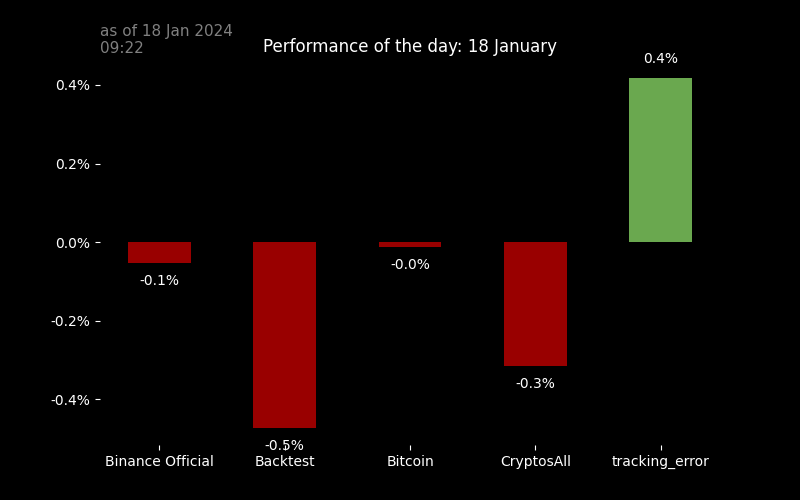 as of 18 Jan 2024
09:22
Performance of the day: 18 January
0.4%
0.4%
0.2%
0.0%
-0.1%
-0.0%
-0.2%
-0.3%
-0.4%
-0.5%
Binance Official
Backtest
Bitcoin
CryptosAll
tracking_error